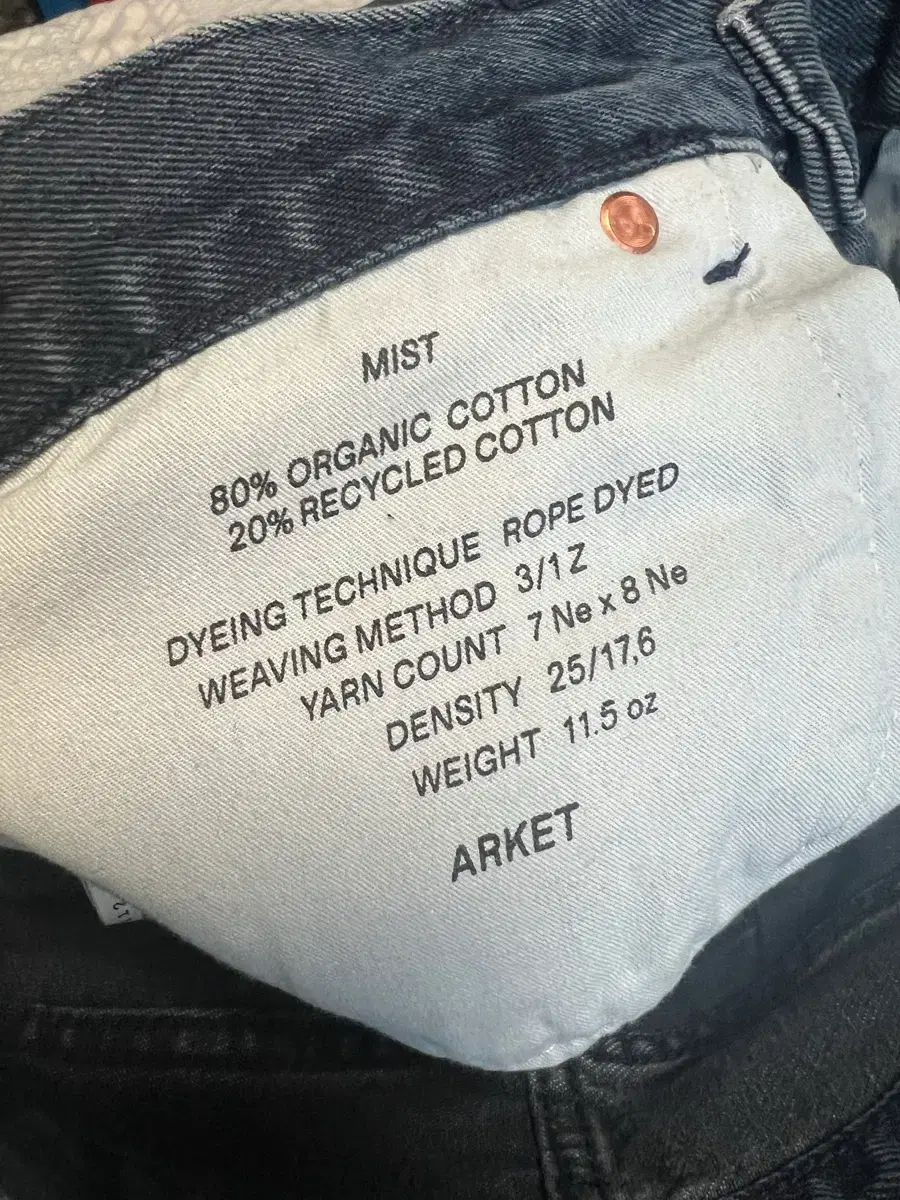 MIST
80% ORGANIC COTTON
20% RECYCLED COTTON
DYEING TECHNIQUE ROPE DYED
WEAVING METHOD 3/1 Z
YARN COUNT 7 Ne x 8 Ne
DENSITY 25/17,6
WEIGHT 11.5 oz
ARKET